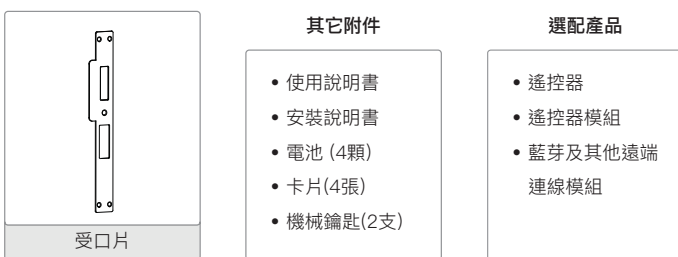 受口片
其它附件
• 使用說明書
• 安裝說明書
• 電池 (4顆)
• 卡片(4張)
• 機械鑰匙(2支)
選配產品
• 遙控器
• 遙控器模組
• 藍芽及其他遠端
連線模組